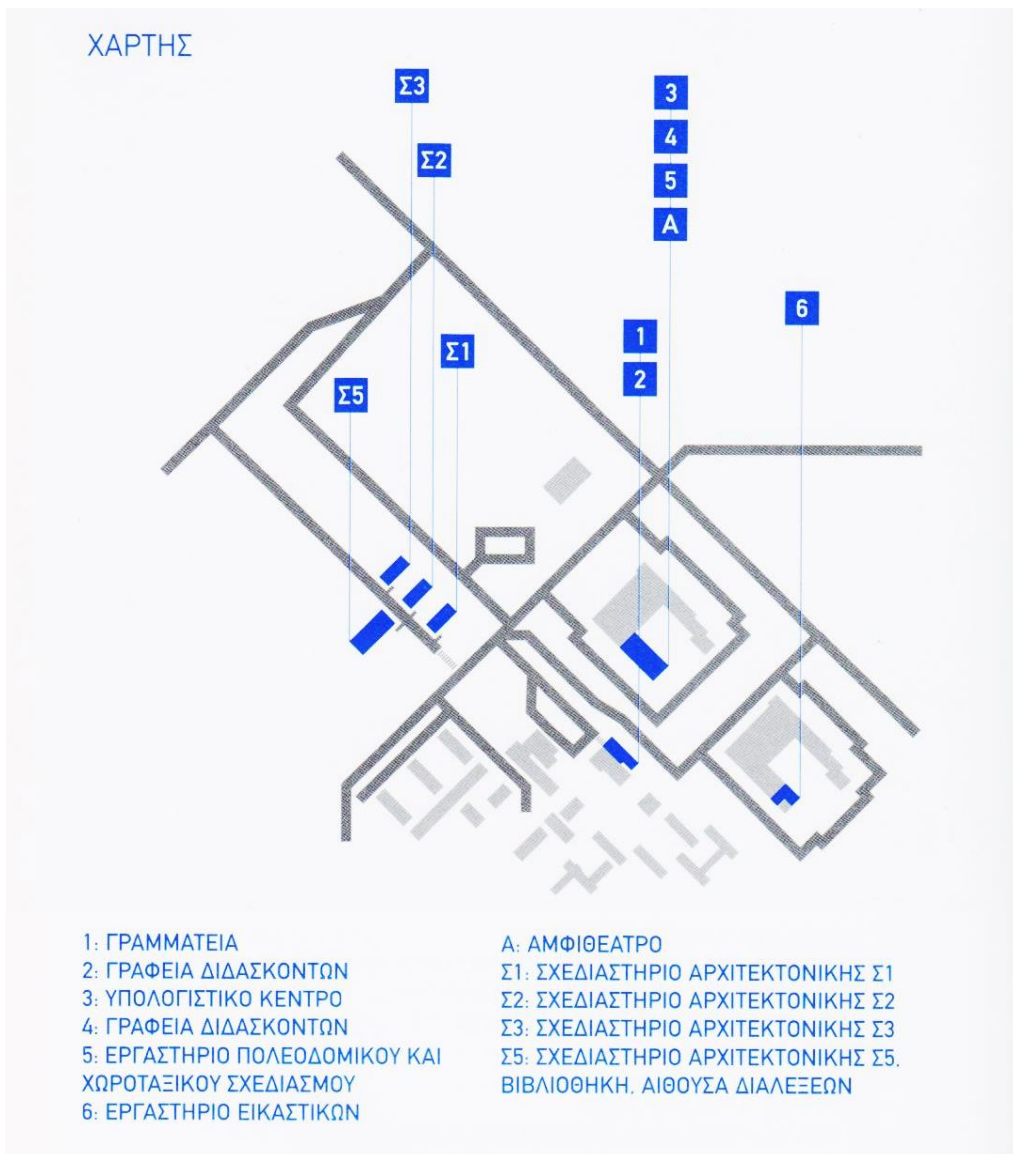 ΧΑΡΤΗΣ
Σ3
3
4
Σ2
5
Α
6
1
Σ1
2
Σ5
1: ΓΡΑΜΜΑΤΕΙΑ
2: ΓΡΑΦΕΙΑ ΔΙΔΑΣΚΟΝΤΩΝ
3: ΥΠΟΛΟΓΙΣΤΙΚΟ ΚΕΝΤΡΟ
4: ΓΡΑΦΕΙΑ ΔΙΔΑΣΚΟΝΤΩΝ
5: ΕΡΓΑΣΤΗΡΙΟ ΠΟΛΕΟΔΟΜΙΚΟΥ ΚΑΙ
ΧΩΡΟΤΑΞΙΚΟΥ ΣΧΕΔΙΑΣΜΟΥ
6: ΕΡΓΑΣΤΗΡΙΟ ΕΙΚΑΣΤΙΚΩΝ
Α: ΑΜΦΙΘΕΑΤΡΟ
Σ1: ΣΧΕΔΙΑΣΤΗΡΙΟ ΑΡΧΙΤΕΚΤΟΝΙΚΗΣ Σ1
Σ2: ΣΧΕΔΙΑΣΤΗΡΙΟ ΑΡΧΙΤΕΚΤΟΝΙΚΗΣ Σ2
Σ3: ΣΧΕΔΙΑΣΤΗΡΙΟ ΑΡΧΙΤΕΚΤΟΝΙΚΗΣ Σ3
Σ5: ΣΧΕΔΙΑΣΤΗΡΙΟ ΑΡΧΙΤΕΚΤΟΝΙΚΗΣ Σ5,
ΒΙΒΛΙΟΘΗΚΗ, ΑΙΘΟΥΣΑ ΔΙΑΛΕΞΕΩΝ